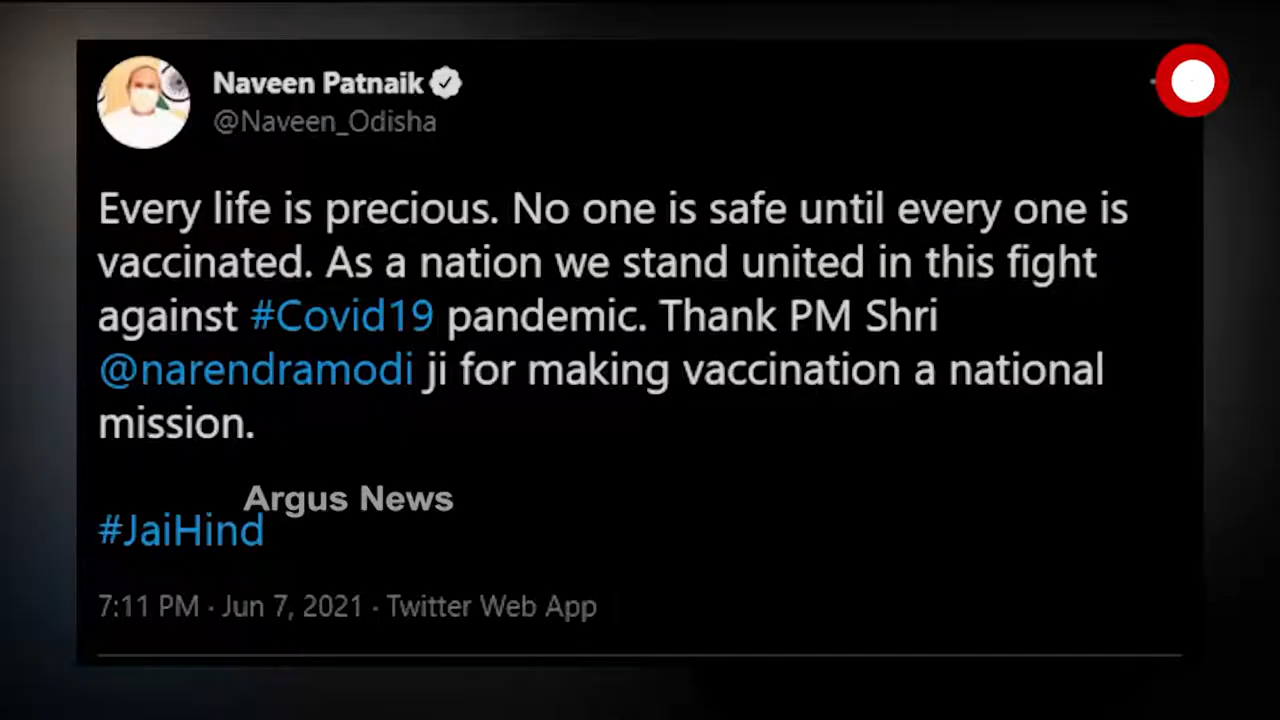 Naveen Patnaik
@Naveen_Odisha
Every life is precious. No one is safe until every one is
vaccinated. As a nation we stand united in this fight
against #Covid19 pandemic. Thank PM Shri
@narendramodi ji for making vaccination a national
mission.
Argus News
#JaiHind
7:11 PM · Jun 7, 2021 · Twitter Web App